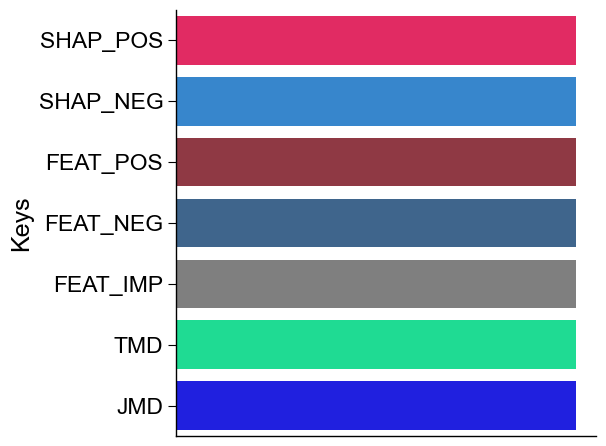 SHAP_POS
SHAP_NEG
FEAT_POS
FEAT_NEG
FEAT_IMP
TMD
JMD
Keys